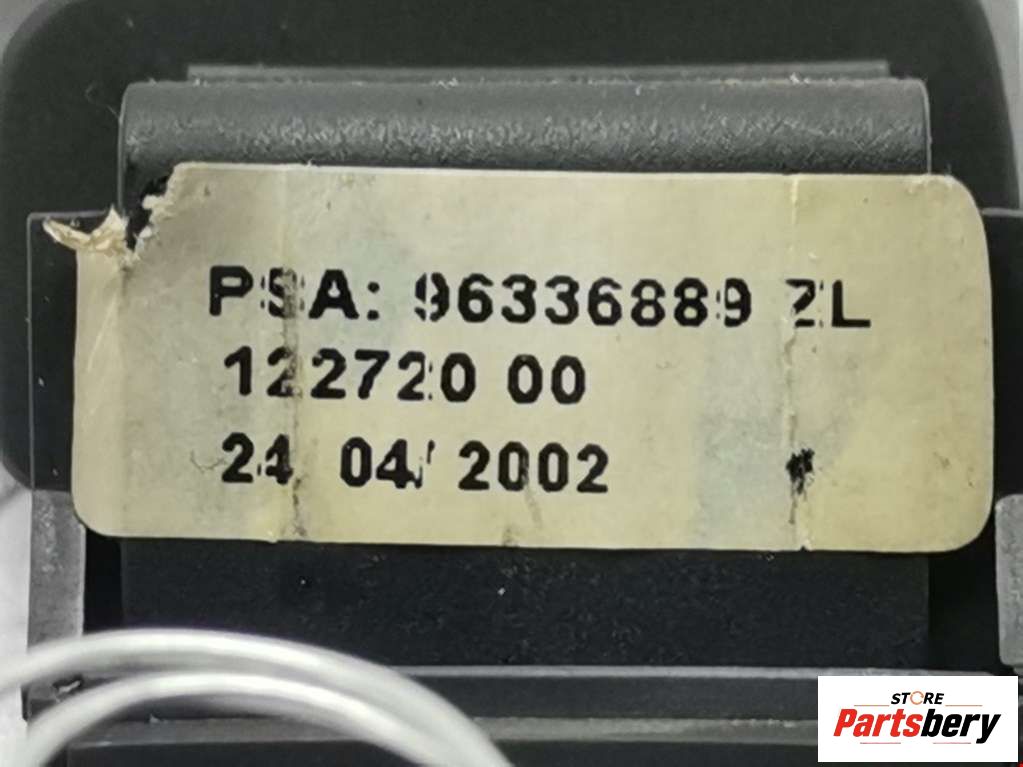 PSA: 96336889 ZL
122720 00
24 04/ 2002
STORE
Partsbery